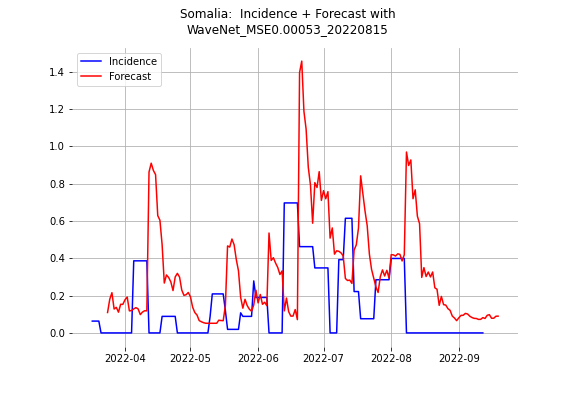 Somalia:  Incidence + Forecast with
WaveNet_MSE0.00053_20220815
Incidence
Forecast
1.4
1.2
1.0
0.8
0.6
0.4
0.2
0.0
2022-04 2022-05 2022-06 2022-07 2022-08 2022-09